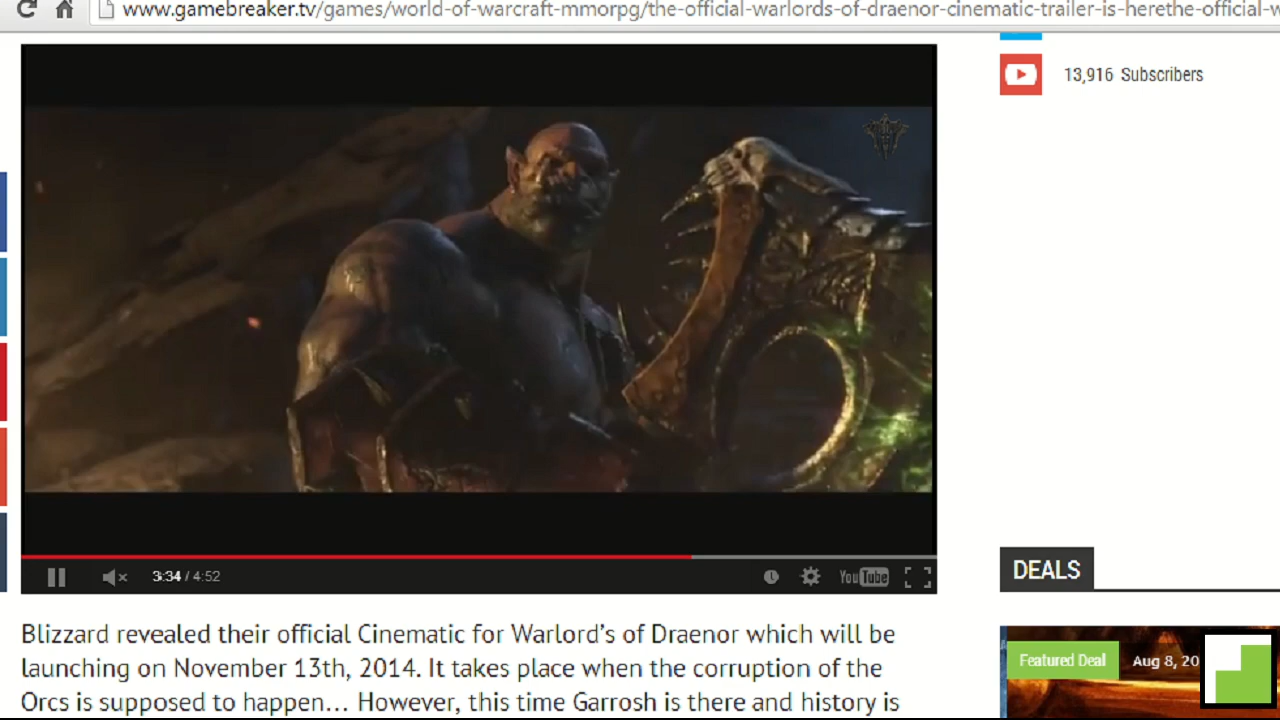 www.gamebreaker.tv/games/world-of-warcraft-mmorpg/the-official-warlords-of-draenor-cinematic-trailer-is-herethe-official-w
13,916 Subscribers
3:34 / 4:52
YouTube
Blizzard revealed their official Cinematic for Warlord's of Draenor which will be
launching on November 13th, 2014. It takes place when the corruption of the
Orcs is supposed to happen... However, this time Garrosh is there and history is
DEALS
Featured Deal
Aug 8, 20